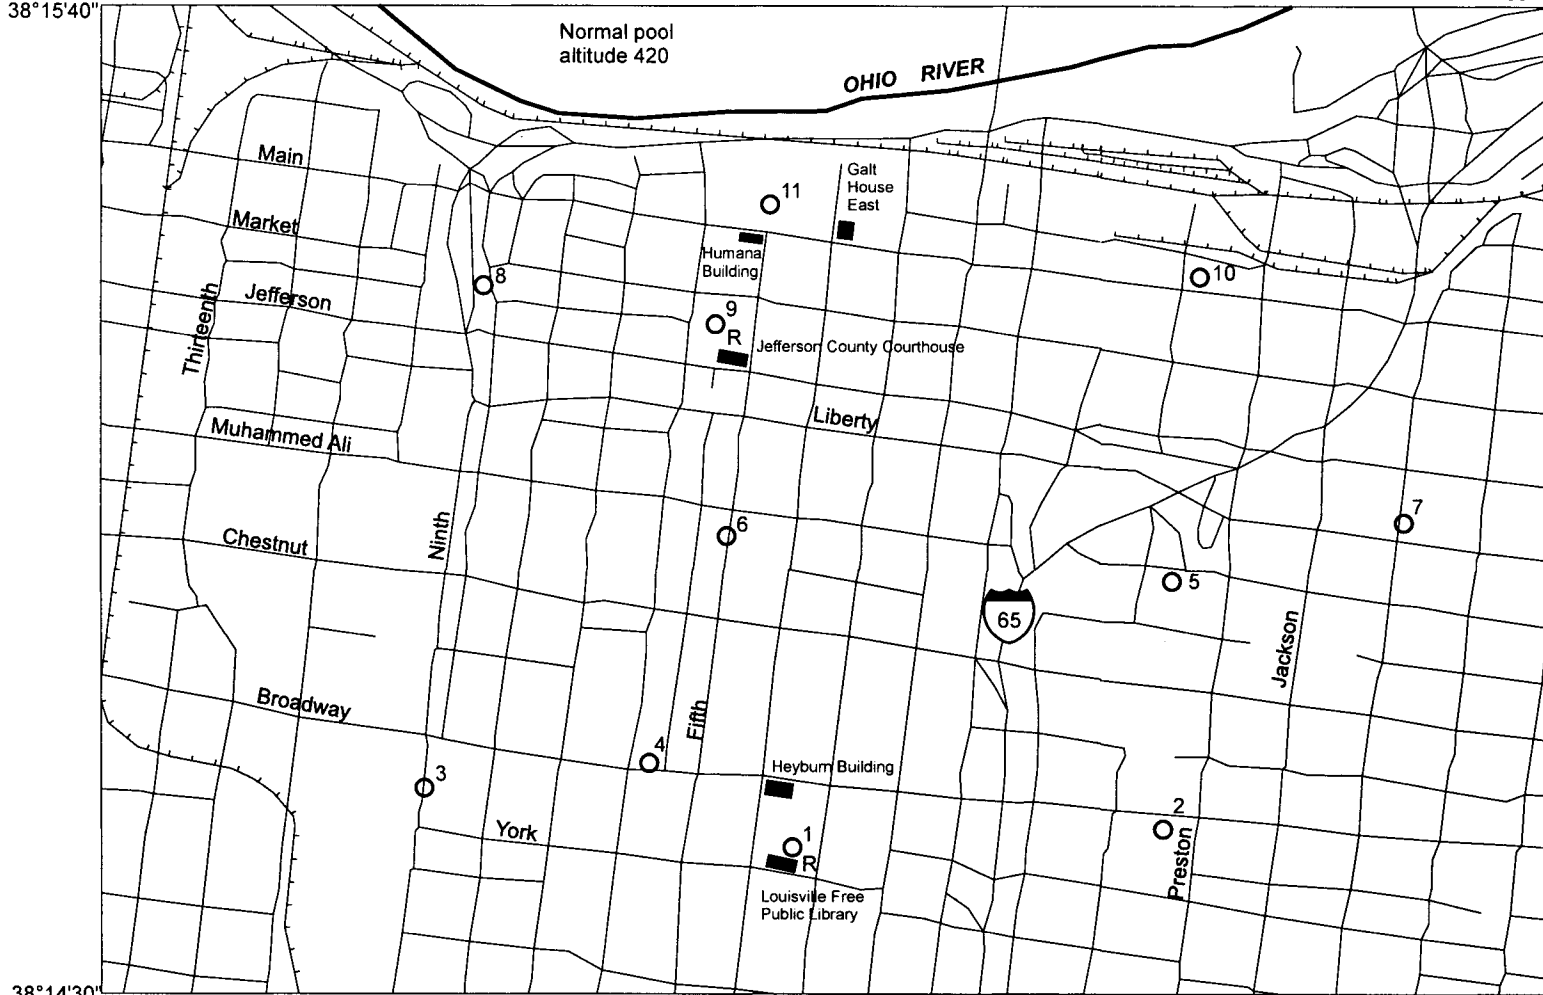 38°15'40"
Normal pool
altitude 420
OHIO RIVER
Main
Galt
House
East
11
Market
Humana
Building
8
10
Thirteenth
Jefferson
9
R
Jefferson County Courthouse
Liberty
Muhammed Ali
7
6
Ninth
Chestnut
5
65
Jackson
Broadway
Fifth
4
Heyburn Building
3
2
York
1
R
Preston
Louisville Free
Public Library
38°14'30"